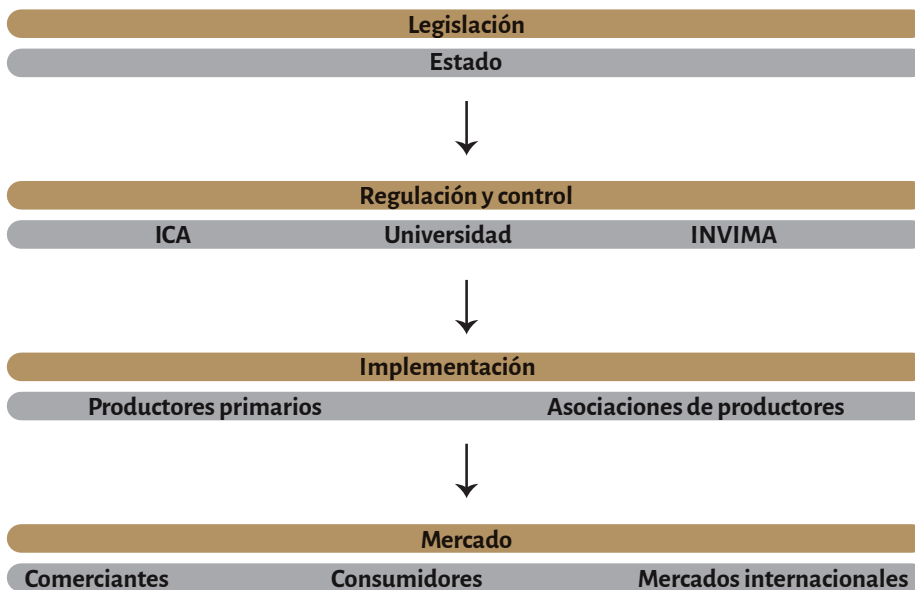 Legislación
Estado
Regulación y control
ICA Universidad INVIMA
Implementación
Productores primarios Asociaciones de productores
Mercado
Comerciantes Consumidores Mercados internacionales